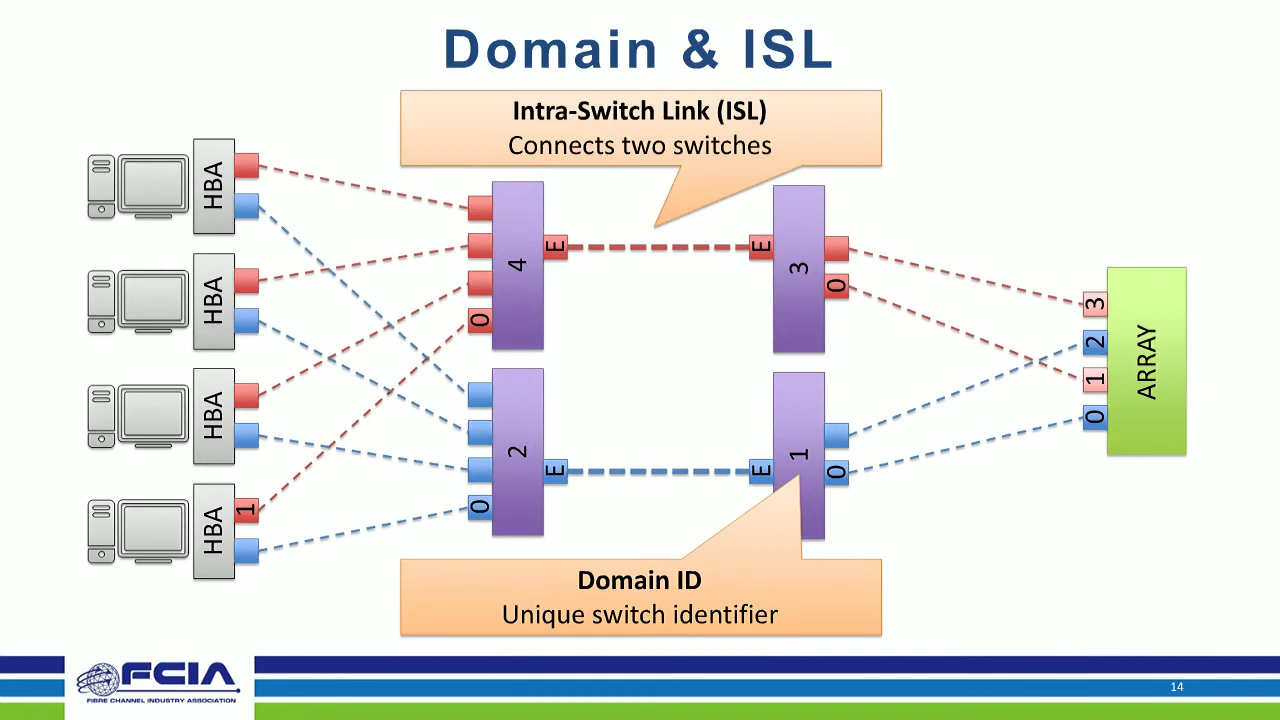 Domain & ISL
Intra-Switch Link (ISL)
Connects two switches
HBA
HBA
HBA
HBA
1
4
0
E
2
0
E
E
3
0
E
1
0
3
2
1
0
ARRAY
Domain ID
Unique switch identifier
FCIA
FIBRE CHANNEL INDUSTRY ASSOCIATION
14